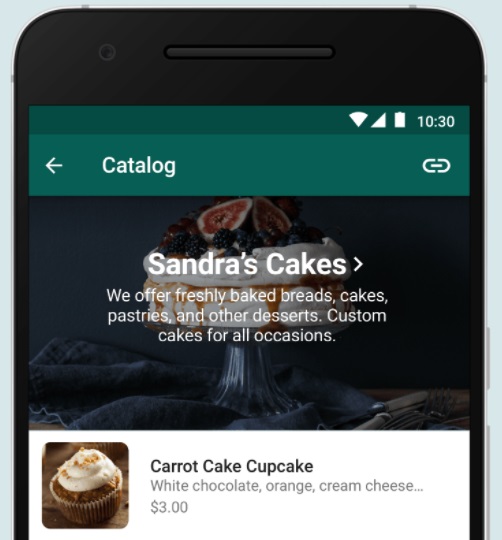 10:30
Catalog
Sandra's Cakes
We offer freshly baked breads, cakes,
pastries, and other desserts. Custom
cakes for all occasions.
Carrot Cake Cupcake
White chocolate, orange, cream cheese...
$3.00